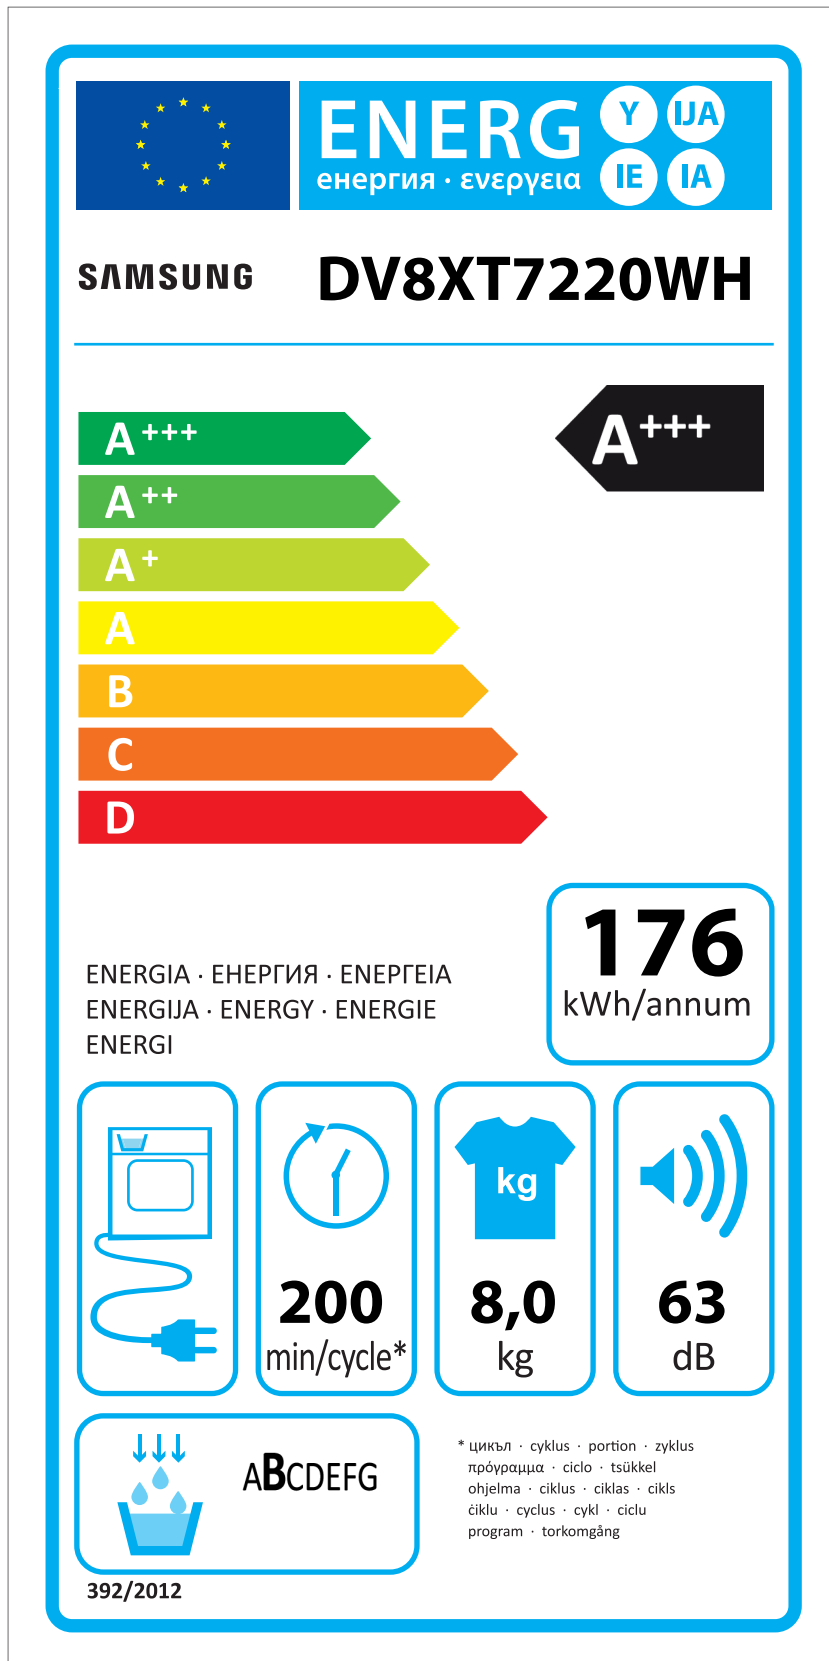 ENERG Y IJA
енергия · ενεργεια IE IA
SAMSUNG DV8XT7220WH
A+++
A+++
A++
A+
A
B
C
D
176
kWh/annum
ENERGIA · ЕНЕРГИЯ · ΕΝΕΡΓΕΙΑ
ENERGIJA · ENERGY · ENERGIE
ENERGI
kg
200
min/cycle*
8,0
kg
63
dB
ABCDEFG
* цикъл · cyklus · portion · zyklus
πρόγραμμα · ciclo · tsükkel
ohjelma · ciklus · ciklas · cikls
ċiklu · cyclus · cykl · ciclu
program · torkomgång
392/2012